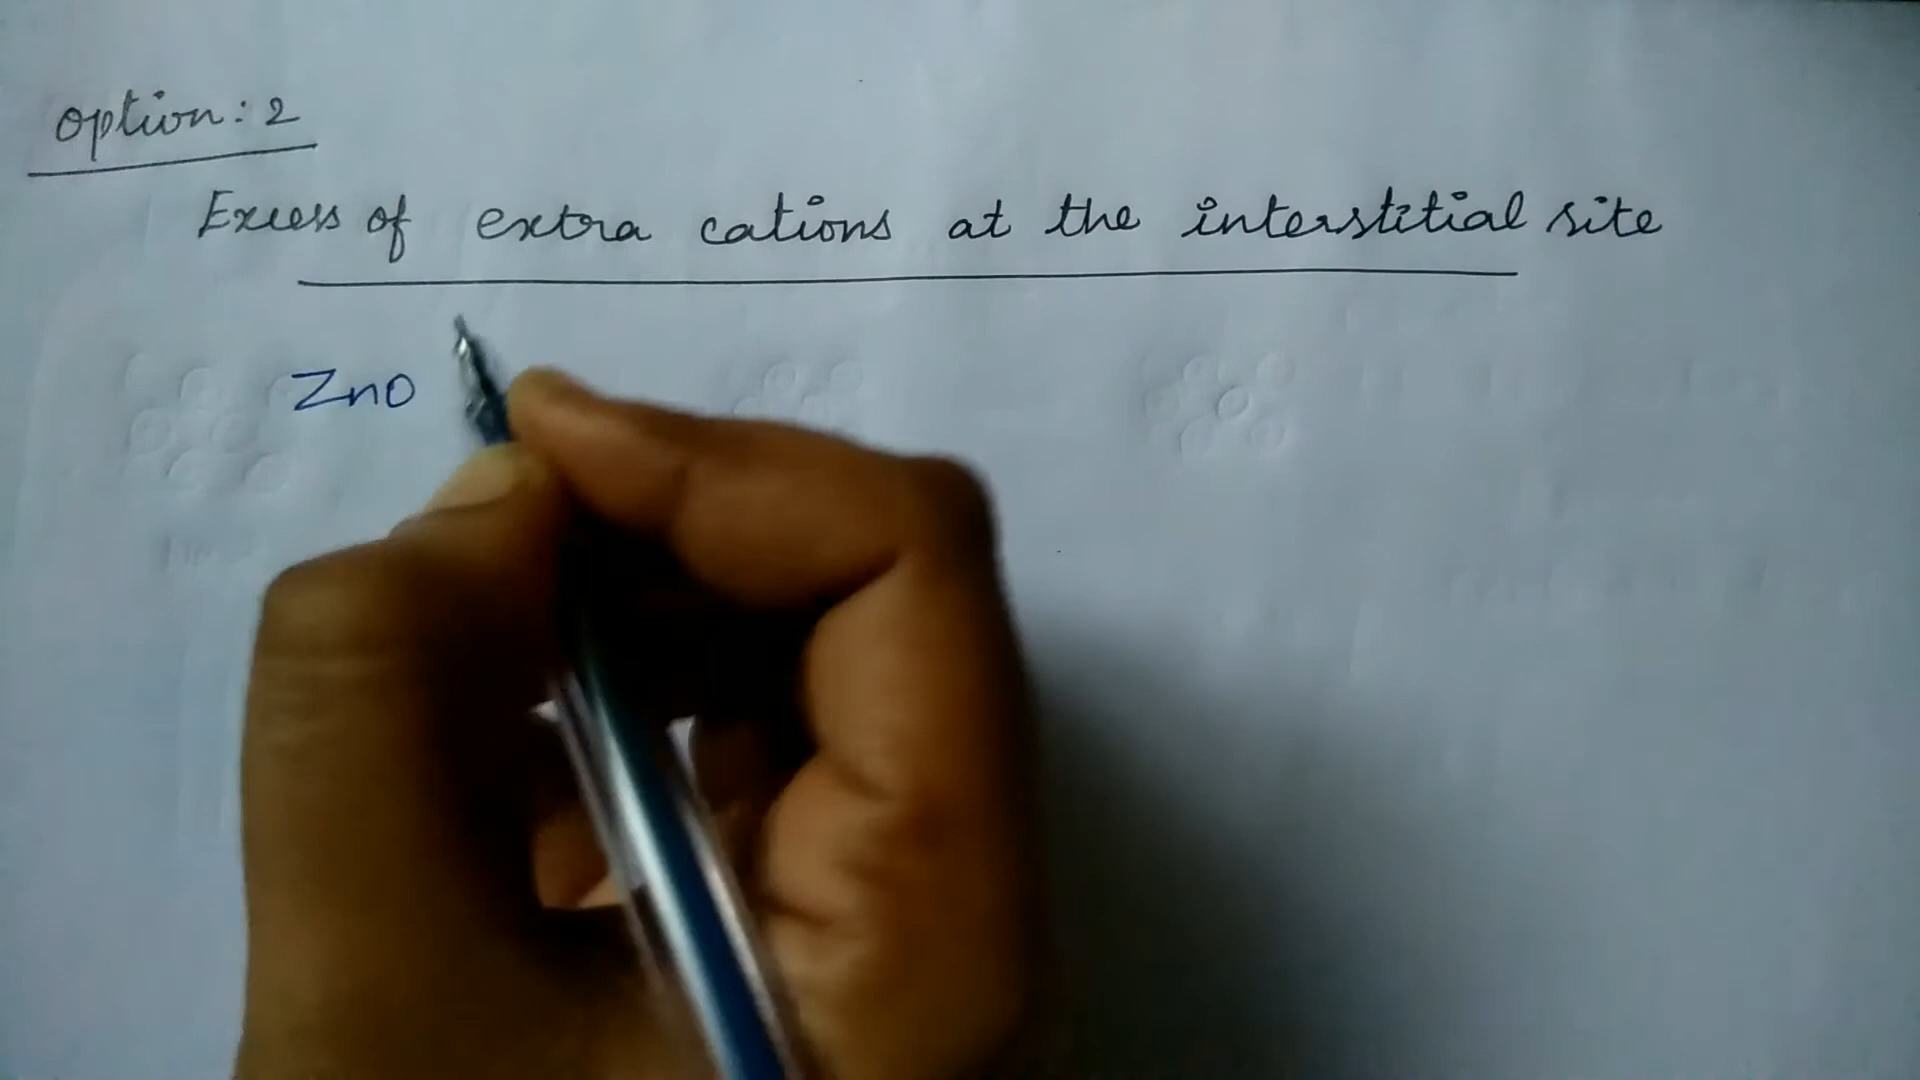 option: 2
Excess of extra cations at the interstitial site
ZnO